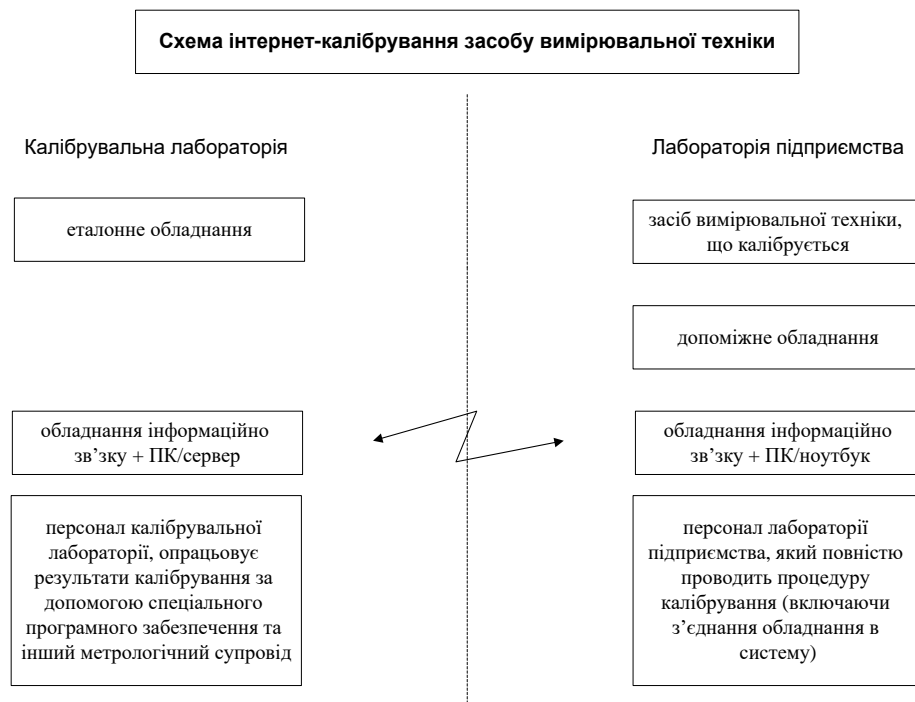 Схема інтернет-калібрування засобу вимірювальної техніки
Калібрувальна лабораторія
Лабораторія підприємства
еталонне обладнання
засіб вимірювальної техніки,
що калібрується
допоміжне обладнання
обладнання інформаційно
зв’зку + ПК/сервер
обладнання інформаційно
зв’зку + ПК/ноутбук
персонал калібрувальної
лабораторії, опрацьовує
результати калібрування за
допомогою спеціального
програмного забезпечення та
інший метрологічний супровід
персонал лабораторії
підприємства, який повністю
проводить процедуру
калібрування (включаючи
з’єднання обладнання в
систему)